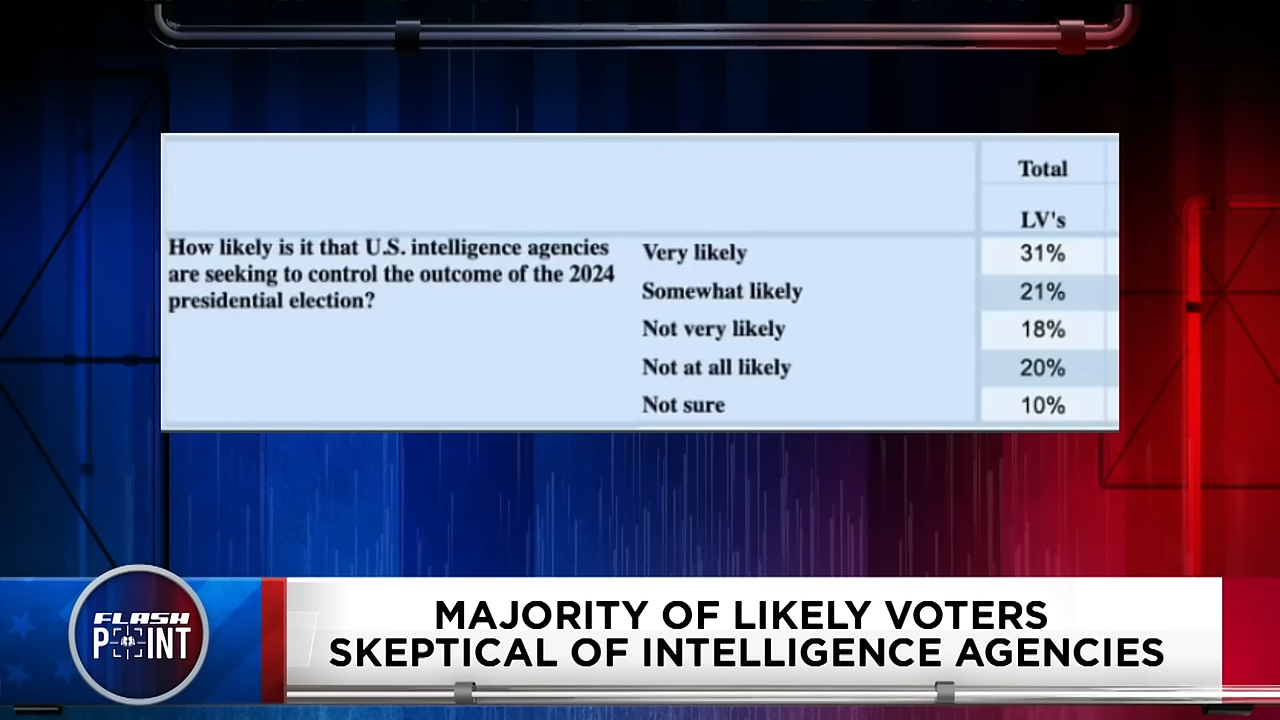 Total
LV's
How likely is it that U.S. intelligence agencies
are seeking to control the outcome of the 2024
presidential election?
Very likely 31%
Somewhat likely 21%
Not very likely 18%
Not at all likely 20%
Not sure 10%
FLASH
POINT
MAJORITY OF LIKELY VOTERS
SKEPTICAL OF INTELLIGENCE AGENCIES